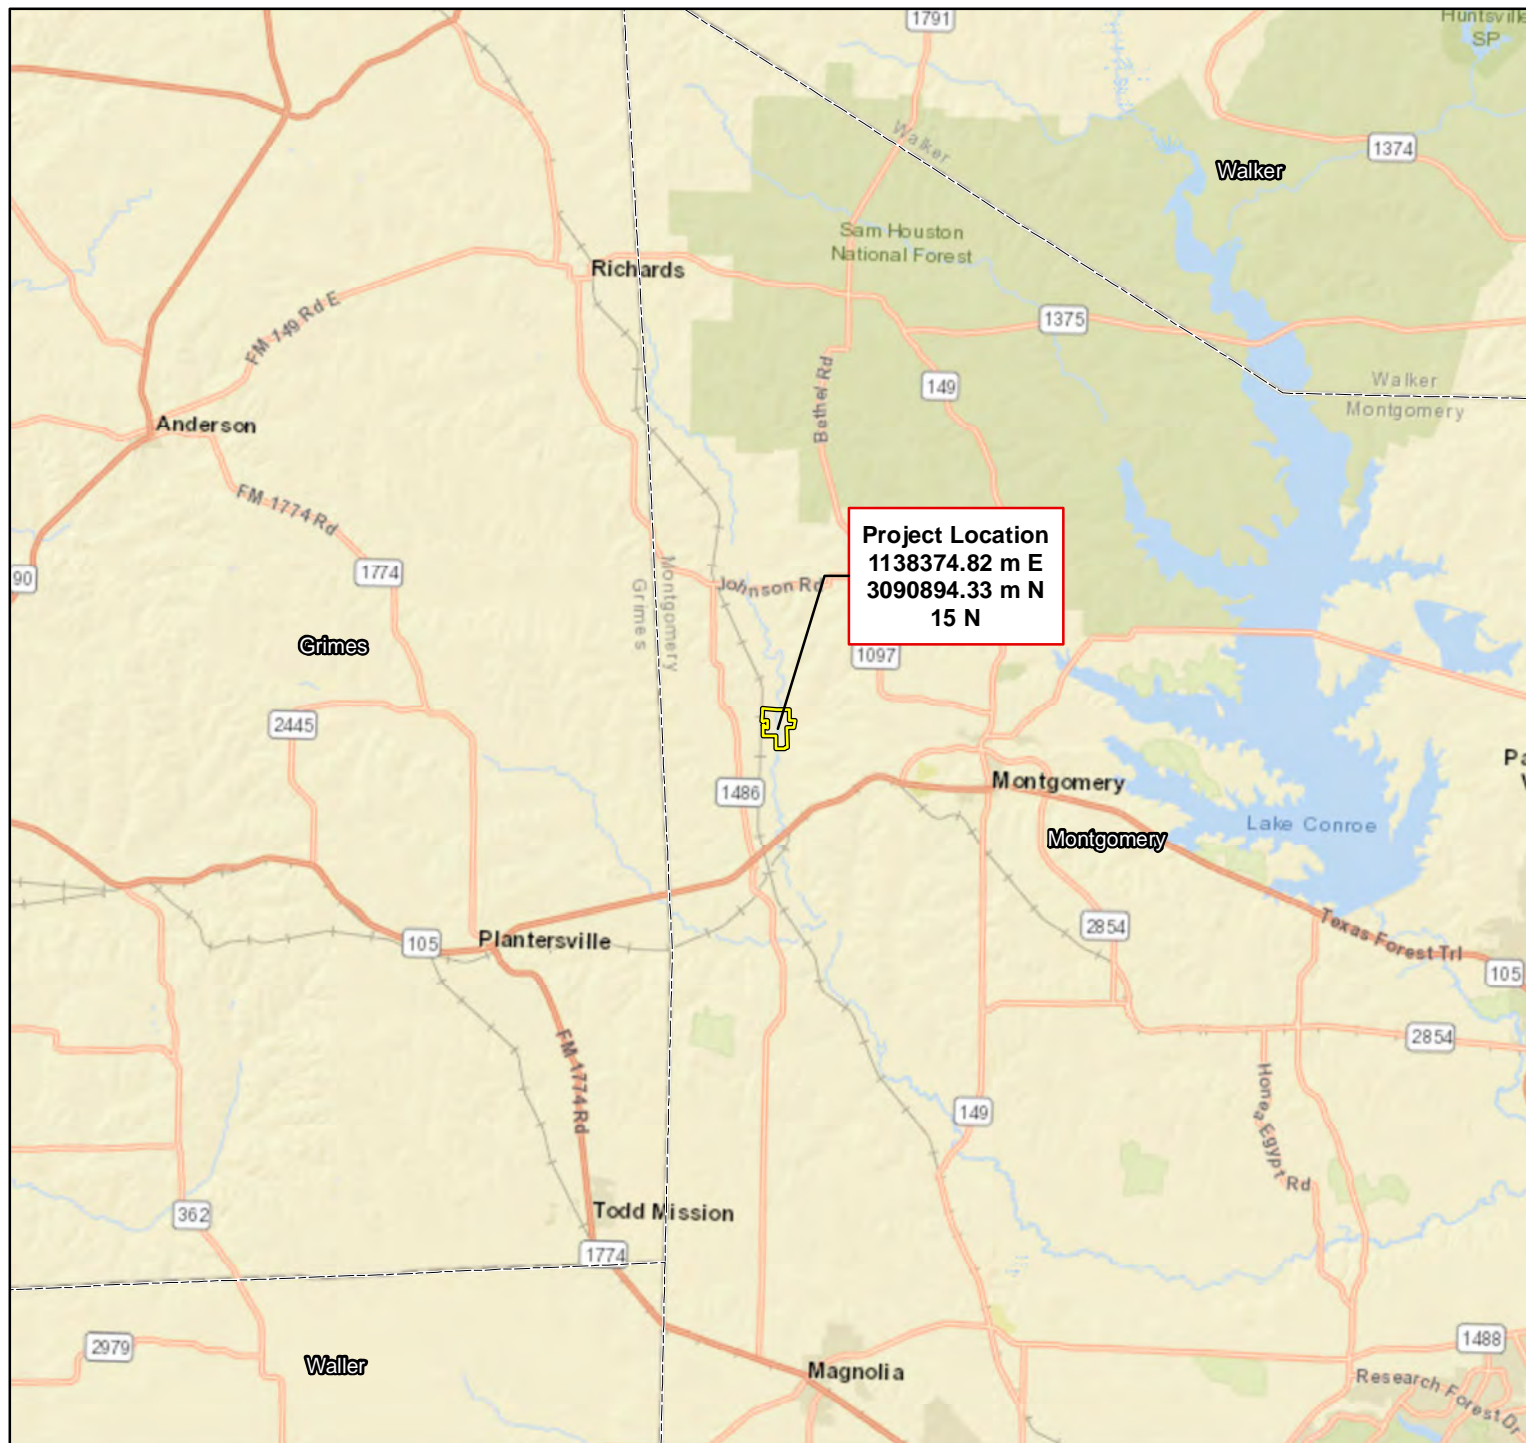 1791
Huntsville
SP
Walker
1374
Walker
Sam Houston
National Forest
Richards
FM 149 Rd E
1375
Bethel Rd
149
Walker
Montgomery
Anderson
FM 1774 Rd
90
1774
Project Location
1138374.82 m E
3090894.33 m N
15 N
Johnson Rd
Montgomery
Grimes
Grimes
1097
2445
1486
Montgomery
Lake Conroe
Montgomery
2854
Texas Forest Trl
105
Plantersville
105
2854
FM 1774 Rd
Honea Egypt Rd
149
362
Todd Mission
1774
2979
Waller
Magnolia
1488
Research Forest Dr